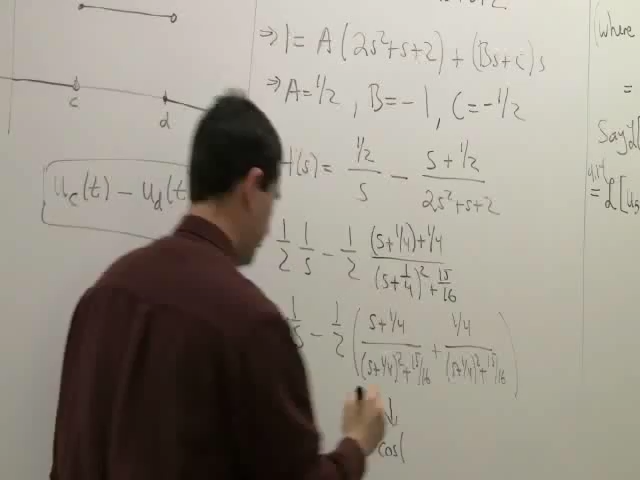 c
d
u_c(t) - u_d(t
⇒ 1 = A(2s²+s+2) + (Bs+c)s
⇒ A=1/2 , B=-1, C=-1/2
H(s) = (1/2)/s - (s+1/2)/(2s²+s+2)
1/2 1/s - 1/2 ((s+1/4)+1/4)/((s+1/4)²+15/16)
1/s - 1/2 ( (s+1/4)/((s+1/4)²+15/16) + (1/4)/((s+1/4)²+15/16) )
↓
cos(
(where
=
Say
= L[u